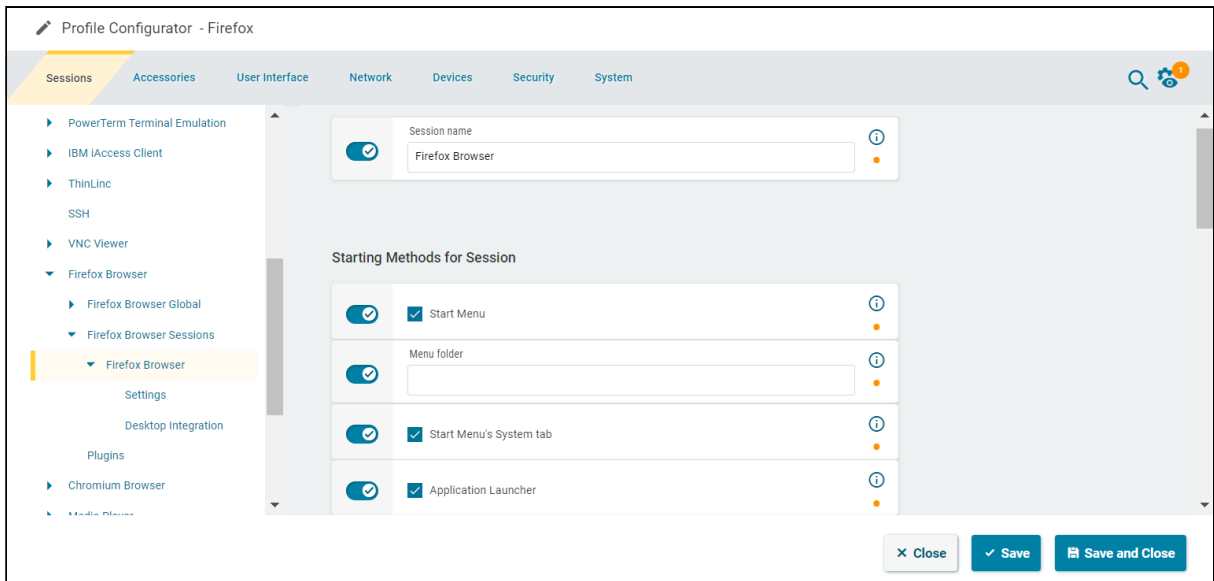 Profile Configurator - Firefox
Sessions Accessories User Interface Network Devices Security System 1
PowerTerm Terminal Emulation
IBM iAccess Client
ThinLinc
SSH
VNC Viewer
Firefox Browser
Firefox Browser Global
Firefox Browser Sessions
Firefox Browser
Settings
Desktop Integration
Plugins
Chromium Browser
Media Player
Session name
Firefox Browser
Starting Methods for Session
Start Menu
Menu folder
Start Menu's System tab
Application Launcher
Close Save Save and Close